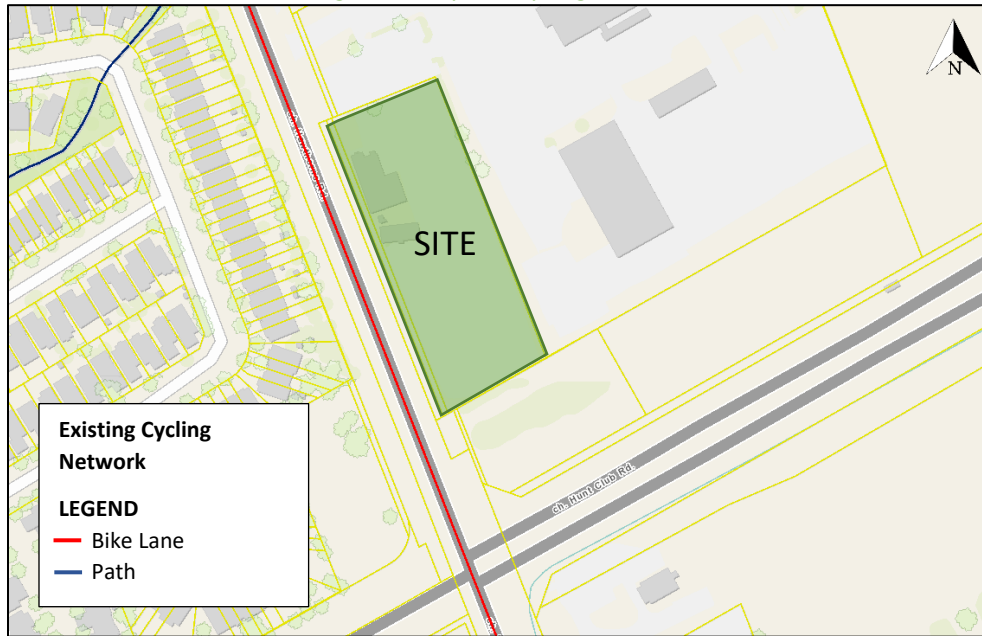 N
SITE
ch. Hunt Club Rd.
Existing Cycling
Network
LEGEND
Bike Lane
Path